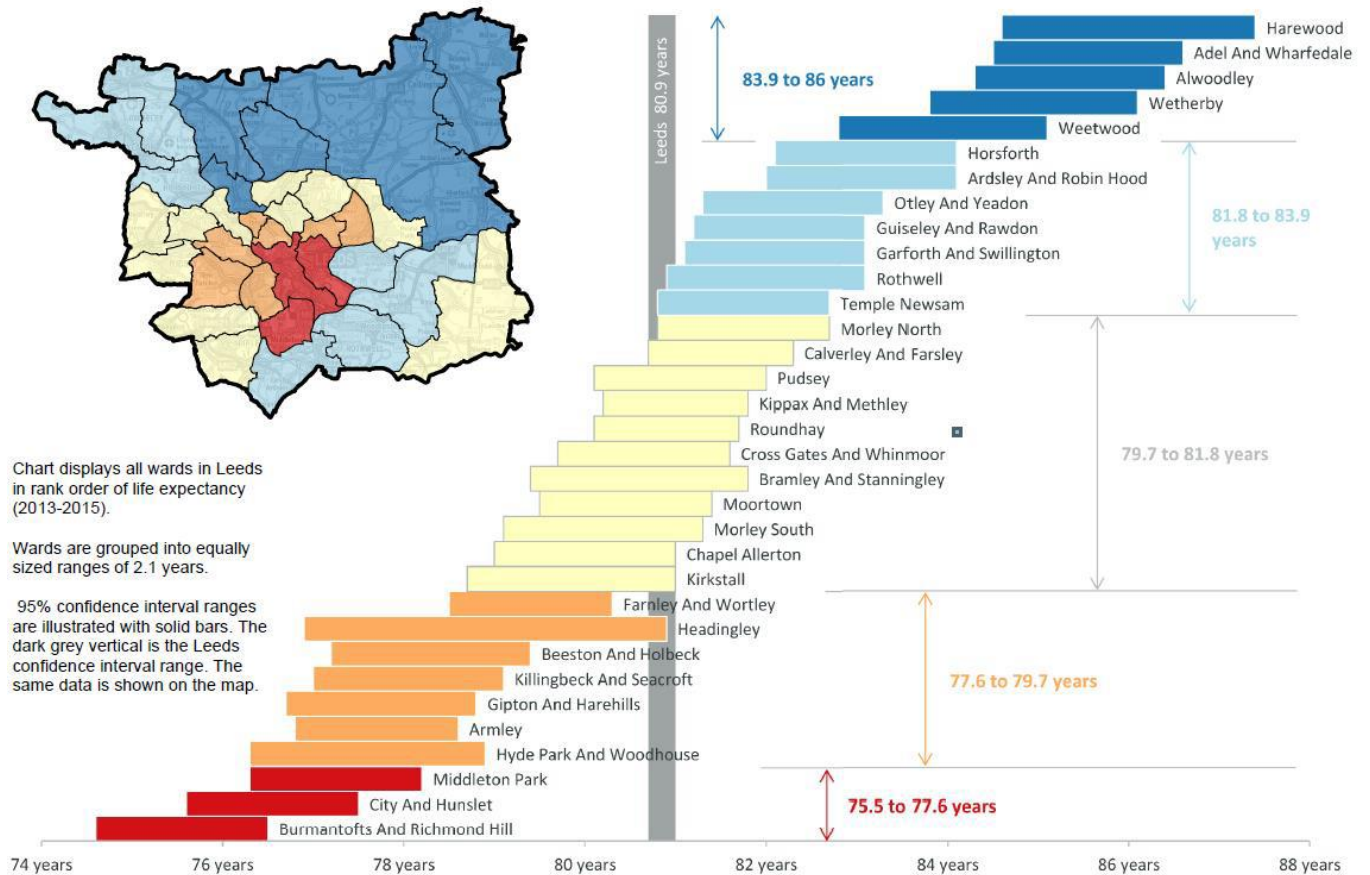 Leeds 80.9 years
83.9 to 86 years
Harewood
Adel And Wharfedale
Alwoodley
Wetherby
Weetwood
Horsforth
Ardsley And Robin Hood
Otley And Yeadon
81.8 to 83.9
years
Guiseley And Rawdon
Garforth And Swillington
Rothwell
Temple Newsam
Morley North
Calverley And Farsley
Pudsey
Kippax And Methley
Roundhay
Cross Gates And Whinmoor
79.7 to 81.8 years
Bramley And Stanningley
Moortown
Morley South
Chapel Allerton
Kirkstall
Farnley And Wortley
Headingley
Beeston And Holbeck
Killingbeck And Seacroft
77.6 to 79.7 years
Gipton And Harehills
Armley
Hyde Park And Woodhouse
Middleton Park
City And Hunslet
75.5 to 77.6 years
Burmantofts And Richmond Hill
Chart displays all wards in Leeds
in rank order of life expectancy
(2013-2015).
Wards are grouped into equally
sized ranges of 2.1 years.
95% confidence interval ranges
are illustrated with solid bars. The
dark grey vertical is the Leeds
confidence interval range. The
same data is shown on the map.
74 years
76 years
78 years
80 years
82 years
84 years
86 years
88 years